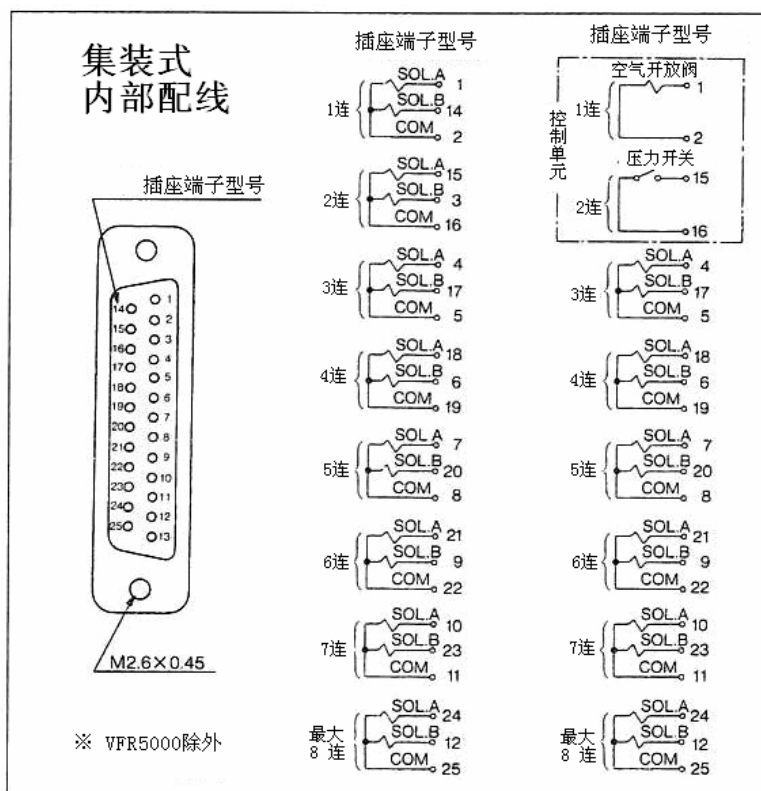 集装式
内部配线
插座端子型号
14 1
15 2
16 3
17 4
18 5
19 6
20 7
21 8
22 9
23 10
24 11
25 12
13
M2.6×0.45
※ VFR5000除外
插座端子型号
1连
SOL.A 1
SOL.B 14
COM 2
2连
SOL.A 15
SOL.B 3
COM 16
3连
SOL.A 4
SOL.B 17
COM 5
4连
SOL.A 18
SOL.B 6
COM 19
5连
SOL.A 7
SOL.B 20
COM 8
6连
SOL.A 21
SOL.B 9
COM 22
7连
SOL.A 10
SOL.B 23
COM 11
最大
8 连
SOL.A 24
SOL.B 12
COM 25
插座端子型号
控制单元
1连
空气开放阀
1
2
2连
压力开关
15
16
3连
SOL.A 4
SOL.B 17
COM 5
4连
SOL.A 18
SOL.B 6
COM 19
5连
SOL.A 7
SOL.B 20
COM 8
6连
SOL.A 21
SOL.B 9
COM 22
7连
SOL.A 10
SOL.B 23
COM 11
最大
8 连
SOL.A 24
SOL.B 12
COM 25